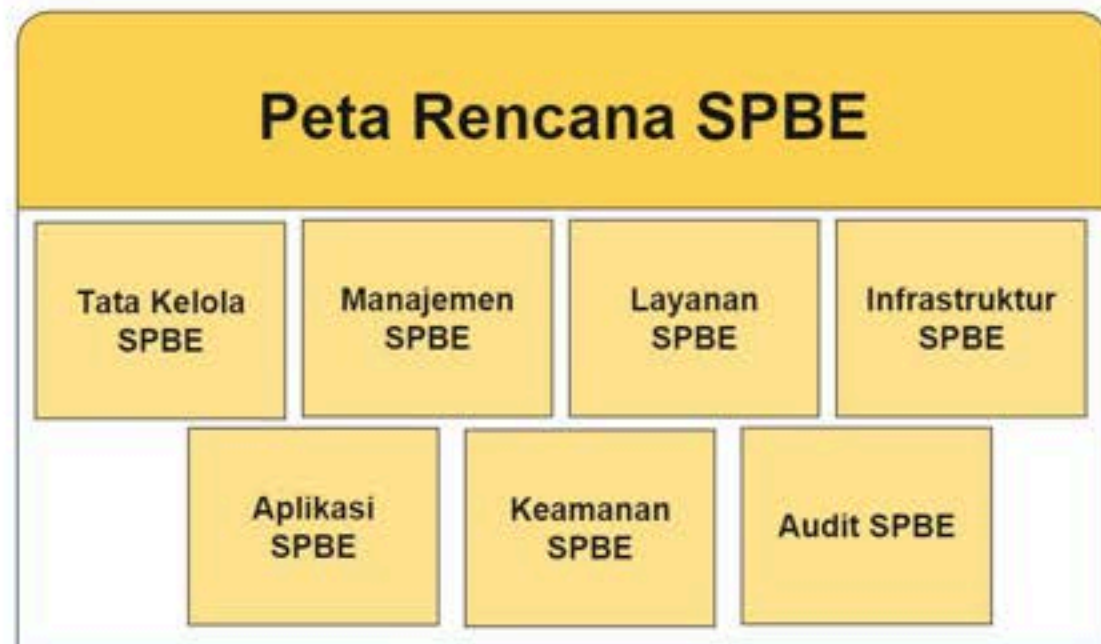 Peta Rencana SPBE
Tata Kelola
SPBE
Manajemen
SPBE
Layanan
SPBE
Infrastruktur
SPBE
Aplikasi
SPBE
Keamanan
SPBE
Audit SPBE